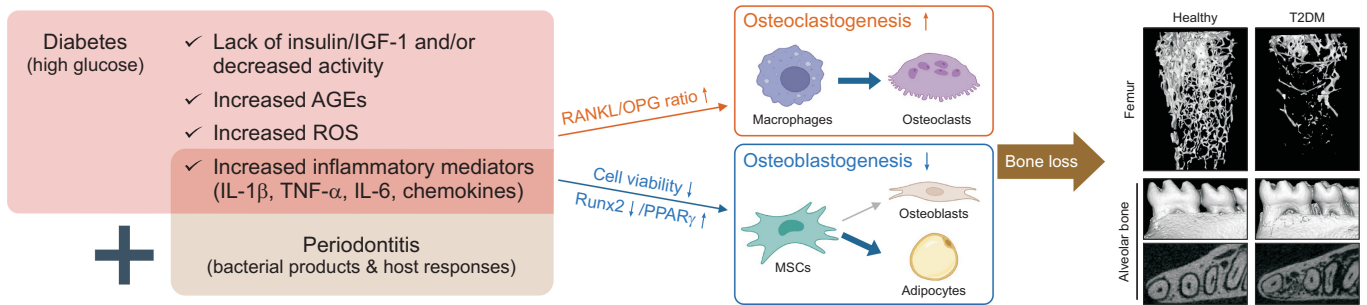 Diabetes
(high glucose)
✓ Lack of insulin/IGF-1 and/or
decreased activity
✓ Increased AGEs
✓ Increased ROS
✓ Increased inflammatory mediators
(IL-1β, TNF-α, IL-6, chemokines)
+
Periodontitis
(bacterial products & host responses)
RANKL/OPG ratio ↑
Cell viability ↓
Runx2 ↓/PPARγ ↑
Osteoclastogenesis ↑
Macrophages
Osteoclasts
Osteoblastogenesis ↓
MSCs
Osteoblasts
Adipocytes
Bone loss
Healthy
T2DM
Femur
Alveolar bone